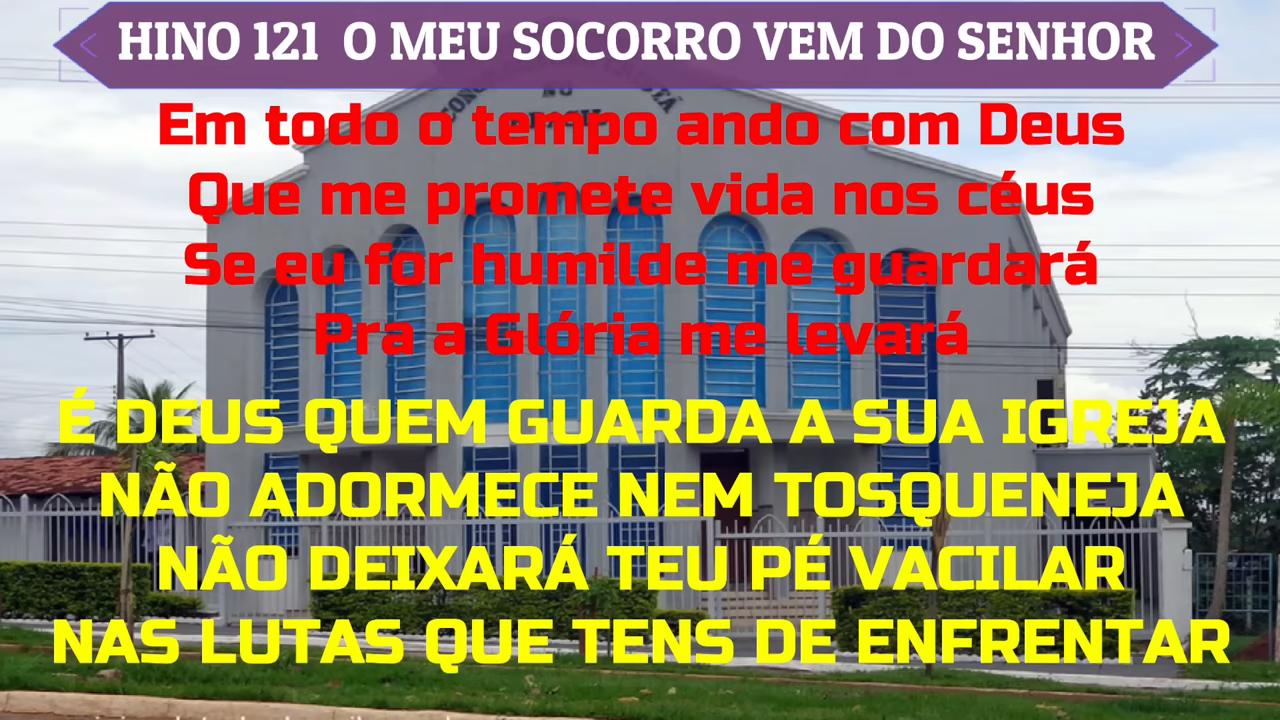 HINO 121 O MEU SOCORRO VEM DO SENHOR
Em todo o tempo ando com Deus
Que me promete vida nos céus
Se eu for humilde me guardará
Pra a Glória me levará
É DEUS QUEM GUARDA A SUA IGREJA
NÃO ADORMECE NEM TOSQUENEJA
NÃO DEIXARÁ TEU PÉ VACILAR
NAS LUTAS QUE TENS DE ENFRENTAR